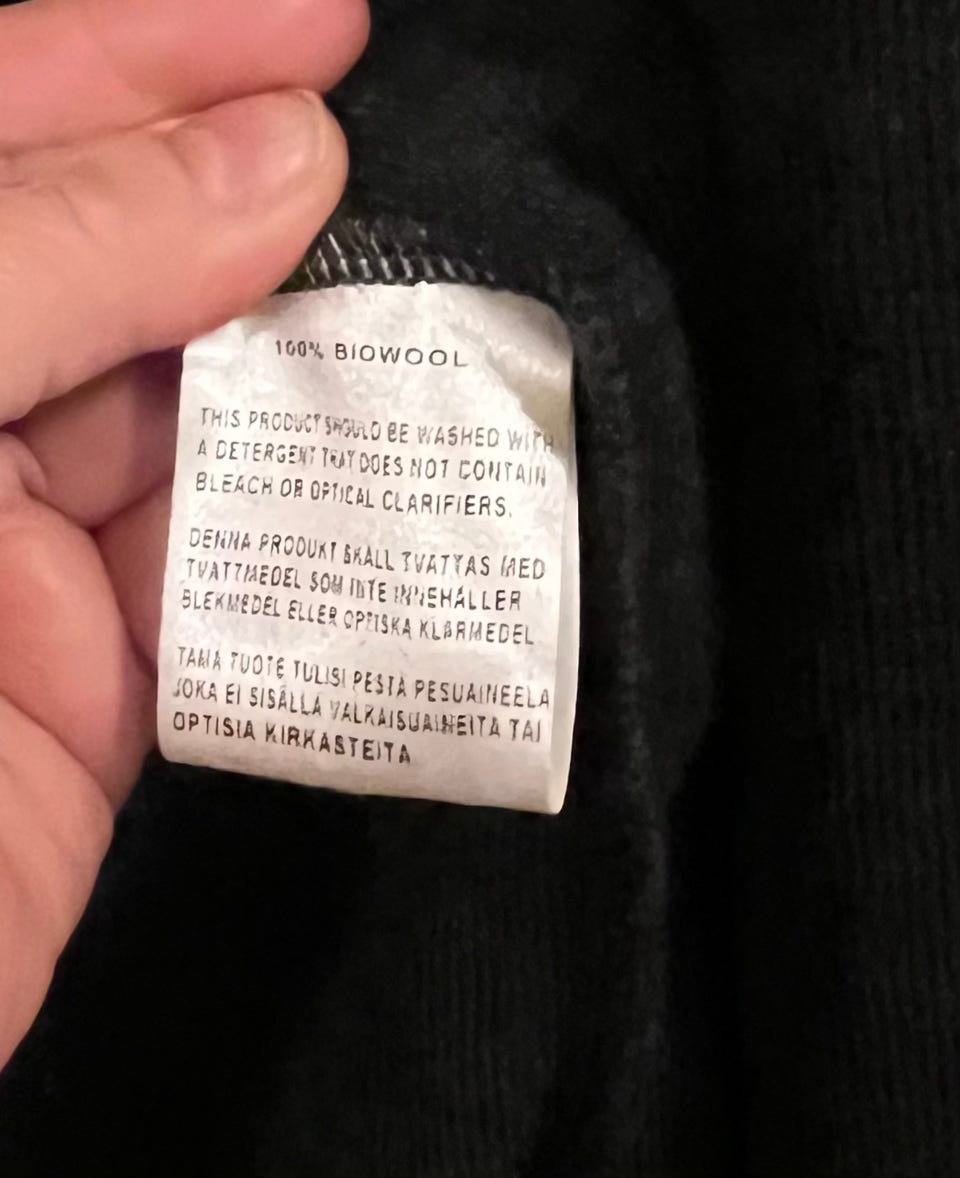 100% BIOWOOL
THIS PRODUCT SHOULD BE WASHED WITH
A DETERGENT THAT DOES NOT CONTAIN
BLEACH OR OPTICAL CLARIFIERS.
DENNA PRODUKT SKALL TVATTAS MED
TVATTMEDEL SOM INTE INNEHALLER
BLEKMEDEL ELLER OPTISKA KLARMEDEL
TAMA TUOTE TULISI PESTA PESUAINEELA
JOKA EI SISÄLLA VALKAISUAINEITA TAI
OPTISIA KIRKASTEITA